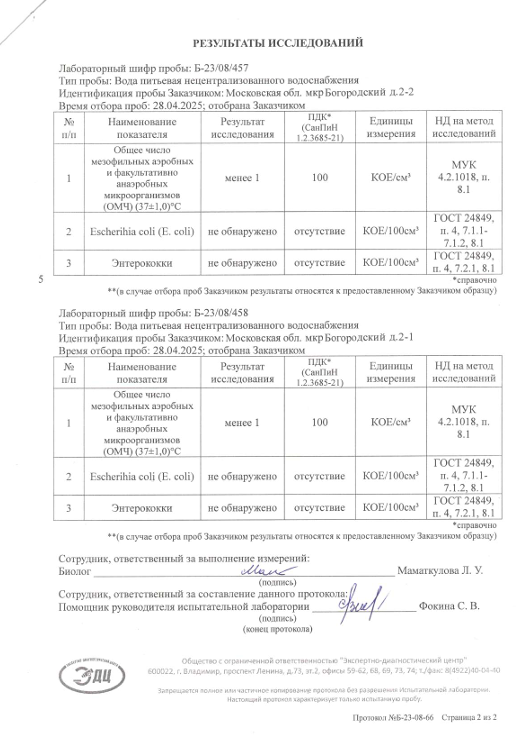 РЕЗУЛЬТАТЫ ИССЛЕДОВАНИЙ
Лабораторный шифр пробы: Б-23/08/457
Тип пробы: Вода питьевая нецентрализованного водоснабжения
Идентификация пробы Заказчиком: Московская обл. мкр Богородский д.2-2
Время отбора проб: 28.04.2025; отобрана Заказчиком
№ п/п Наименование показателя Результат исследования ПДК* (СанПиН 1.2.3685-21) Единицы измерения НД на метод исследований
1 Общее число мезофильных аэробных и факультативно анаэробных микроорганизмов (ОМЧ) (37±1,0)°С менее 1 100 КОЕ/см³ МУК 4.2.1018, п. 8.1
2 Escherihia coli (E. coli) не обнаружено отсутствие КОЕ/100см³ ГОСТ 24849, п. 4, 7.1.1-7.1.2, 8.1
3 Энтерококки не обнаружено отсутствие КОЕ/100см³ ГОСТ 24849, п. 4, 7.2.1, 8.1
5
*справочно
**(в случае отбора проб Заказчиком результаты относятся к предоставленному Заказчиком образцу)
Лабораторный шифр пробы: Б-23/08/458
Тип пробы: Вода питьевая нецентрализованного водоснабжения
Идентификация пробы Заказчиком: Московская обл. мкр Богородский д.2-1
Время отбора проб: 28.04.2025; отобрана Заказчиком
№ п/п Наименование показателя Результат исследования ПДК* (СанПиН 1.2.3685-21) Единицы измерения НД на метод исследований
1 Общее число мезофильных аэробных и факультативно анаэробных микроорганизмов (ОМЧ) (37±1,0)°С менее 1 100 КОЕ/см³ МУК 4.2.1018, п. 8.1
2 Escherihia coli (E. coli) не обнаружено отсутствие КОЕ/100см³ ГОСТ 24849, п. 4, 7.1.1-7.1.2, 8.1
3 Энтерококки не обнаружено отсутствие КОЕ/100см³ ГОСТ 24849, п. 4, 7.2.1, 8.1
*справочно
**(в случае отбора проб Заказчиком результаты относятся к предоставленному Заказчиком образцу)
Сотрудник, ответственный за выполнение измерений:
Биолог Маматкулова Л. У.
(подпись)
Сотрудник, ответственный за составление данного протокола:
Помощник руководителя испытательной лаборатории Фокина С. В.
(подпись)
(конец протокола)
ЭДЦ
Общество с ограниченной ответственностью "Экспертно-диагностический центр"
600022, г. Владимир, проспект Ленина, д.73, эт.2, офисы 59-62, 68, 69, 73, 74; т./факс: 8(4922)40-04-40
Запрещается полное или частичное копирование протокола без разрешения Испытательной лаборатории.
Настоящий протокол характеризует только испытанную пробу.
Протокол №Б-23-08-66 Страница 2 из 2